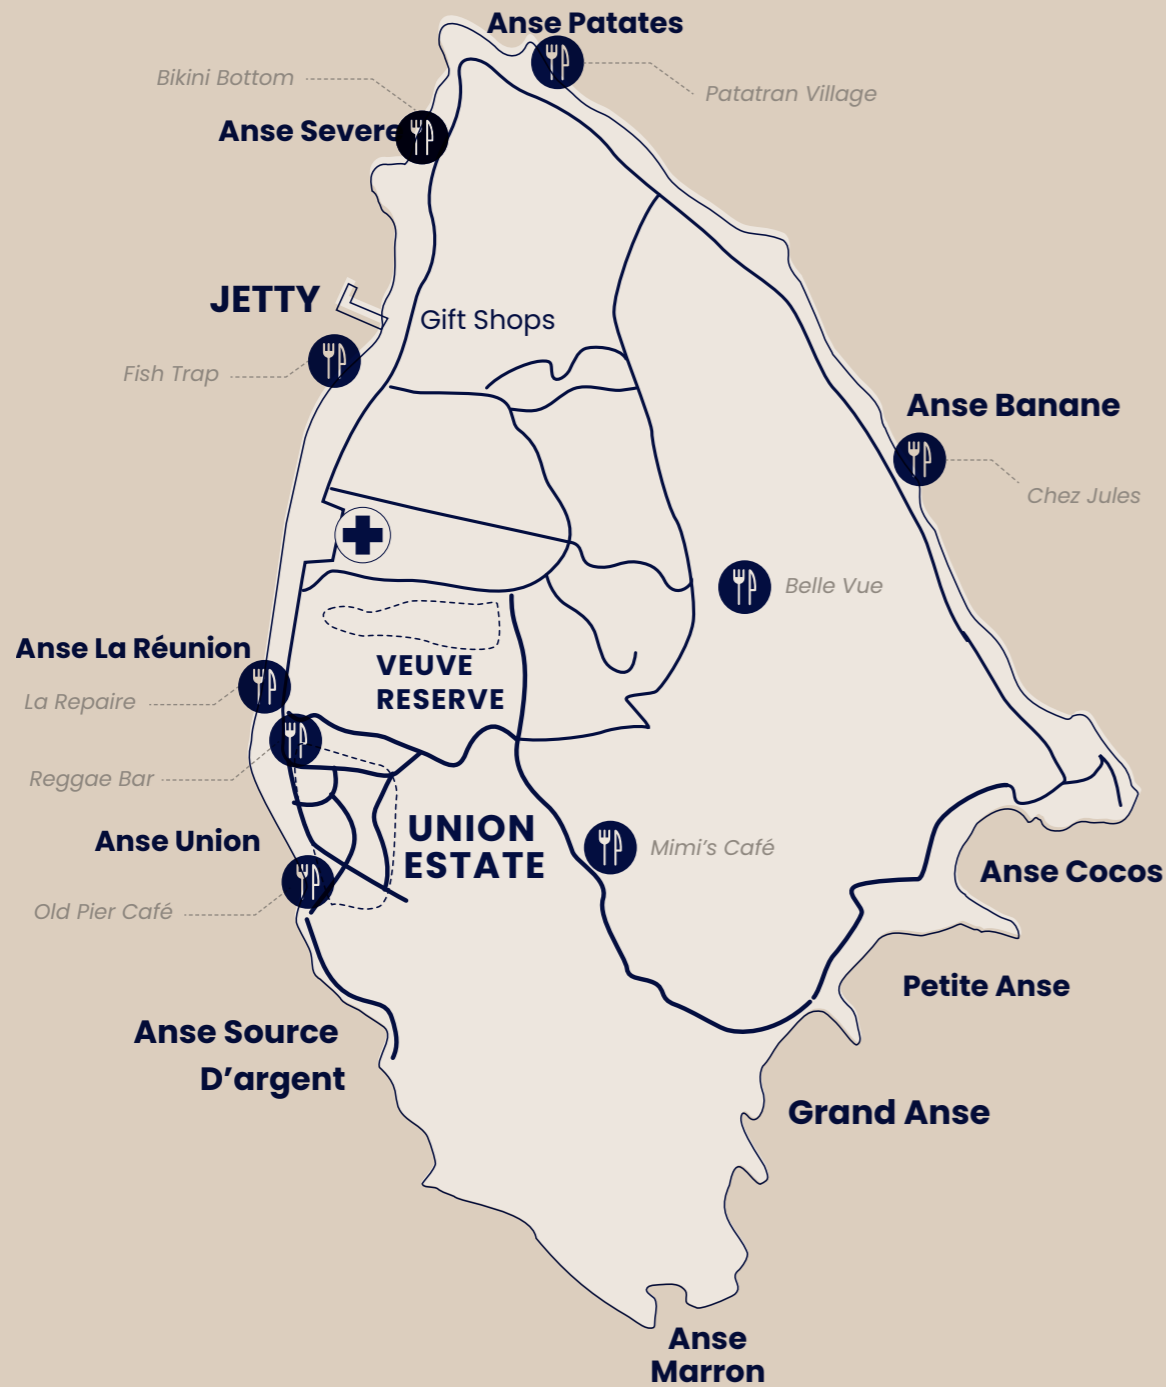 Anse Patates
Bikini Bottom
Patatran Village
Anse Severe
JETTY
Gift Shops
Fish Trap
Anse Banane
Chez Jules
Belle Vue
Anse La Réunion
VEUVE
RESERVE
La Repaire
Reggae Bar
UNION
ESTATE
Anse Union
Mimi’s Café
Anse Cocos
Old Pier Café
Petite Anse
Anse Source
D’argent
Grand Anse
Anse
Marron